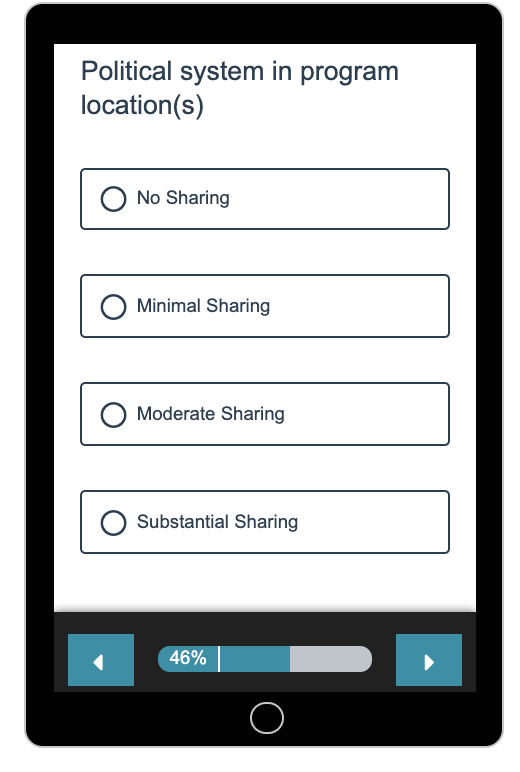 Political system in program
location(s)
No Sharing
Minimal Sharing
Moderate Sharing
Substantial Sharing
46%